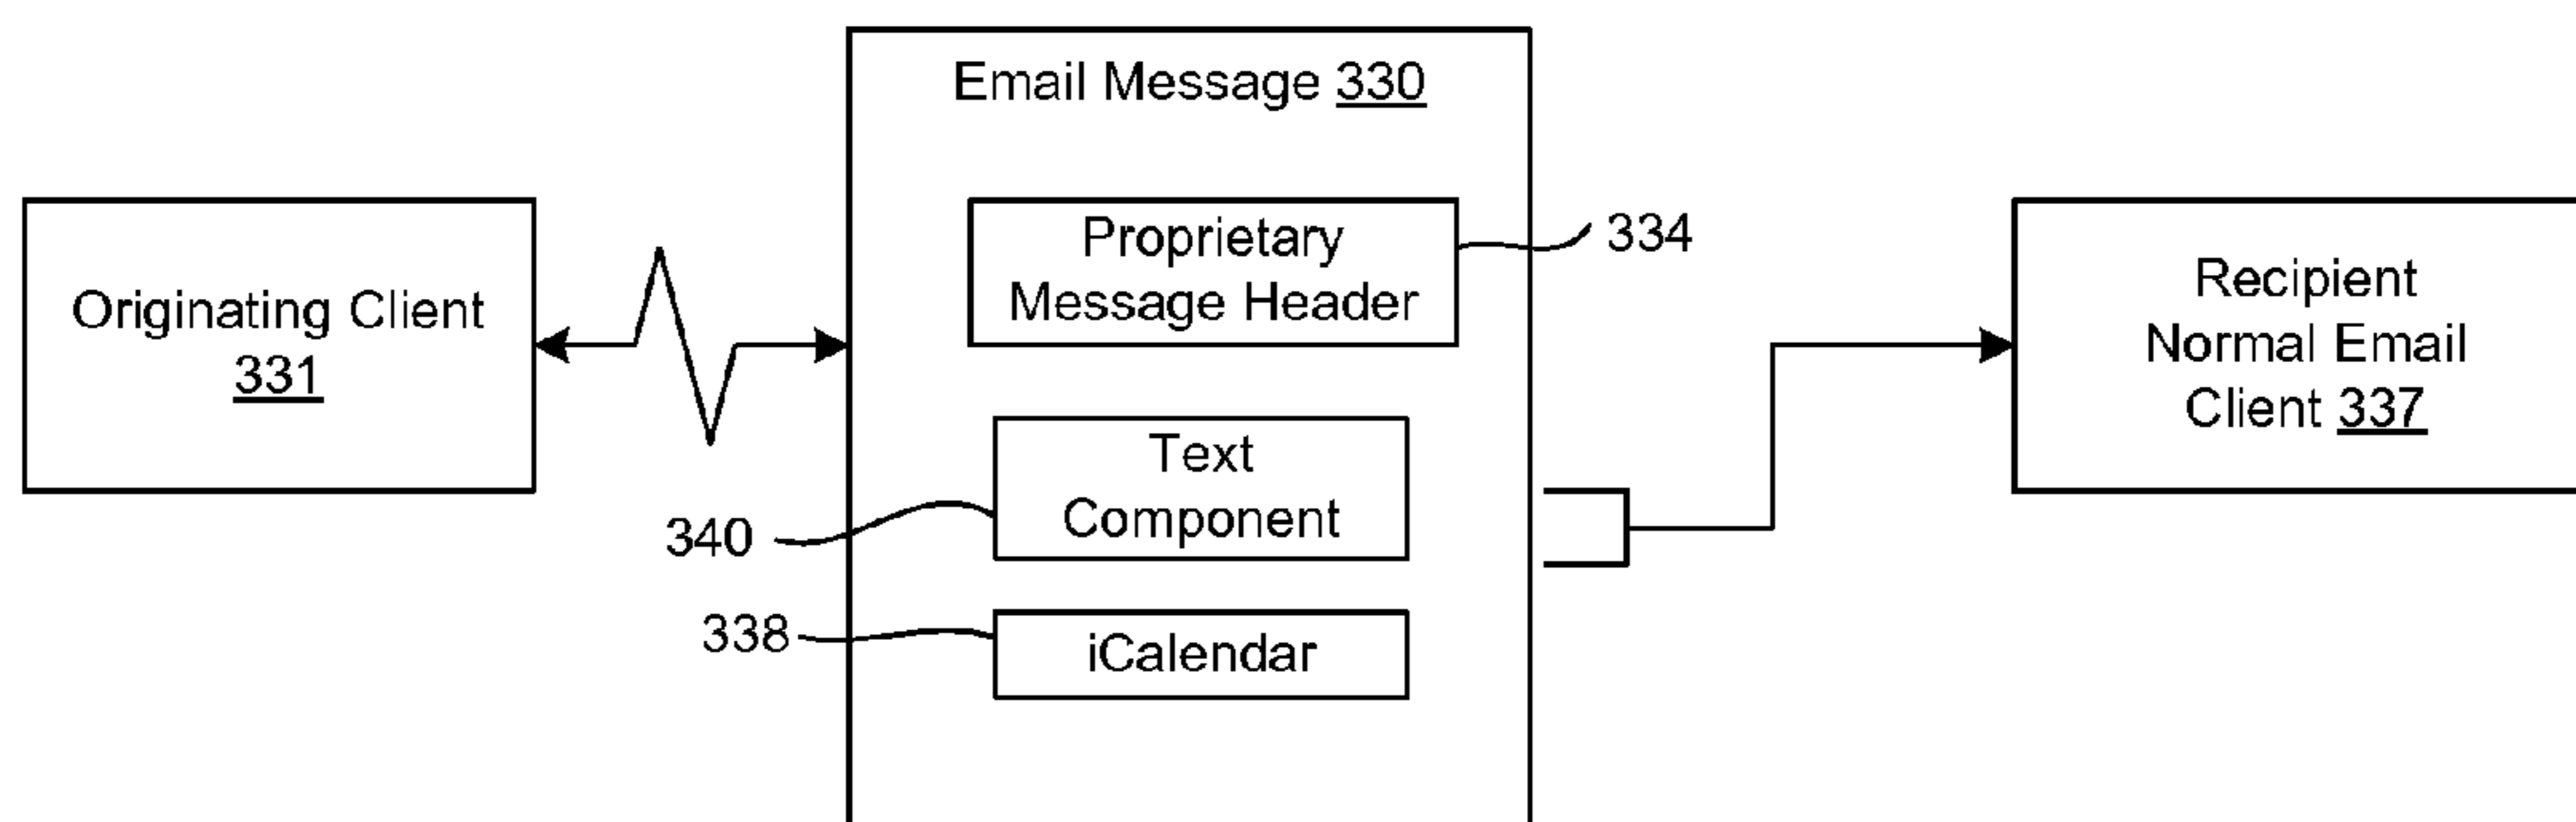 Email Message 330
Proprietary
Message Header
334
Originating Client
331
Recipient
Normal Email
Client 337
Text
Component
340
338
iCalendar